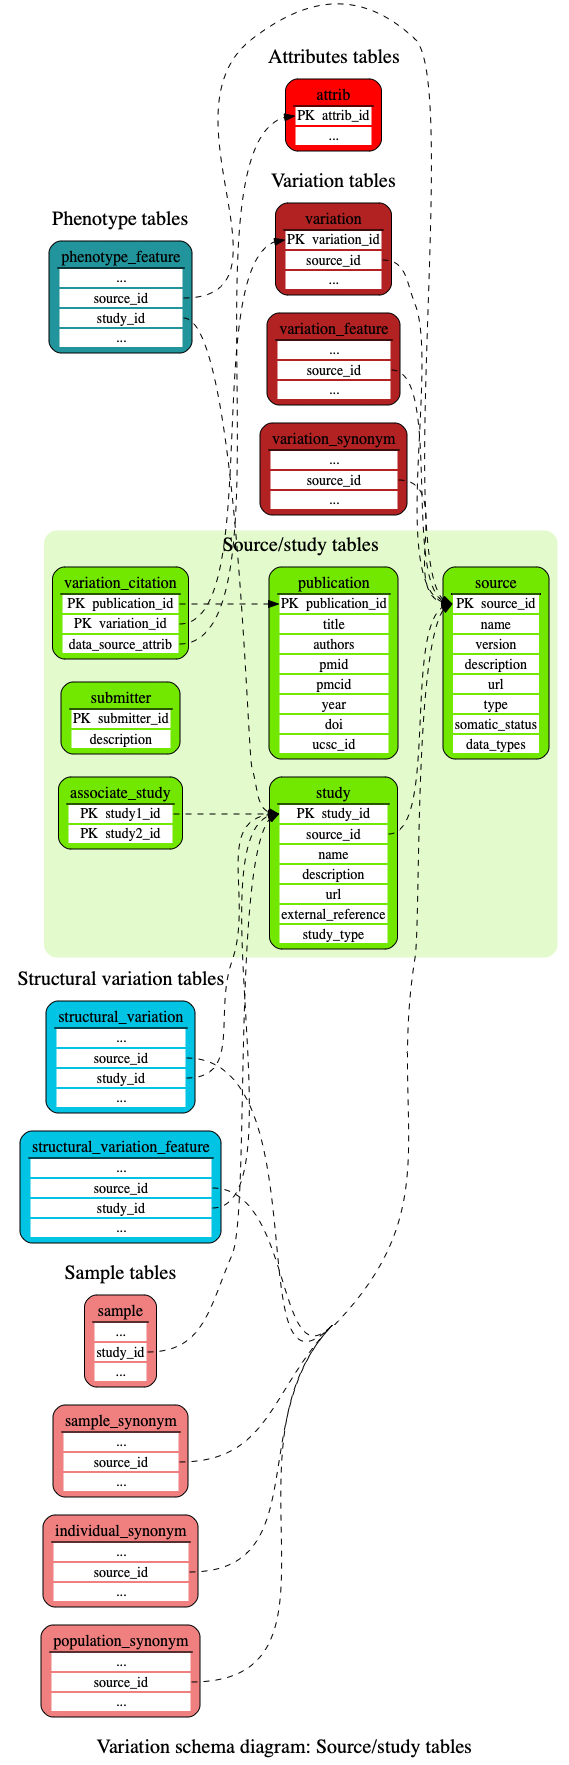 Attributes tables
attrib
PK attrib_id
...
Variation tables
variation
PK variation_id
source_id
...
Phenotype tables
phenotype_feature
...
source_id
study_id
...
variation_feature
...
source_id
...
variation_synonym
...
source_id
...
Source/study tables
variation_citation
PK publication_id
PK variation_id
data_source_attrib
publication
PK publication_id
title
authors
pmid
pmcid
year
doi
ucsc_id
source
PK source_id
name
version
description
url
type
somatic_status
data_types
submitter
PK submitter_id
description
associate_study
PK study1_id
PK study2_id
study
PK study_id
source_id
name
description
url
external_reference
study_type
Structural variation tables
structural_variation
...
source_id
study_id
...
structural_variation_feature
...
source_id
study_id
...
Sample tables
sample
...
study_id
...
sample_synonym
...
source_id
...
individual_synonym
...
source_id
...
population_synonym
...
source_id
...
Variation schema diagram: Source/study tables